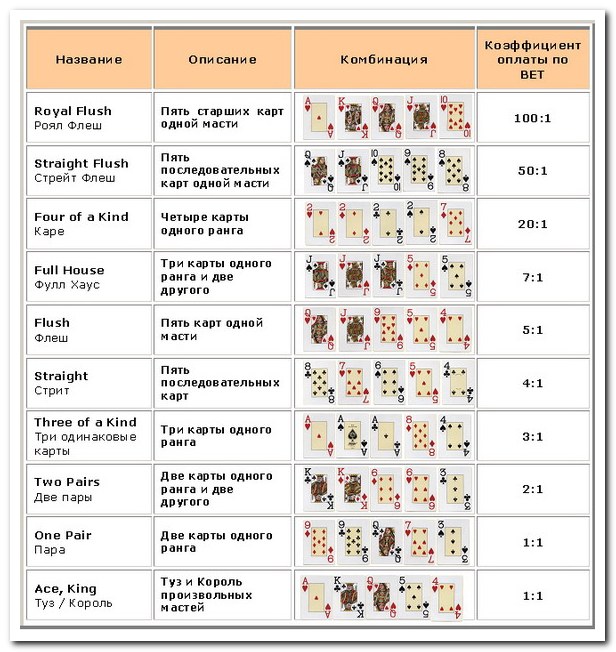 Название
Описание
Комбинация
Коэффициент
оплаты по
BET
Royal Flush
Роял Флеш
Пять старших карт
одной масти
A K Q J 10
100:1
Straight Flush
Стрейт Флеш
Пять
последовательных
карт одной масти
Q J 10 9 8
50:1
Four of a Kind
Каре
Четыре карты
одного ранга
2 2 2 2 7
20:1
Full House
Фулл Хаус
Три карты одного
ранга и две
другого
J J J 5 5
7:1
Flush
Флеш
Пять карт одной
масти
Q J 9 5 4
5:1
Straight
Стрит
Пять
последовательных
карт
8 7 6 5 4
4:1
Three of a Kind
Три одинаковые
карты
Три карты одного
ранга
A A A 8 4
3:1
Two Pairs
Две пары
Две карты одного
ранга и две
другого
K K 6 6 3
2:1
One Pair
Пара
Две карты одного
ранга
9 9 Q 7 3
1:1
Ace, King
Туз / Король
Туз и Король
произвольных
мастей
A K Q 5 4
1:1